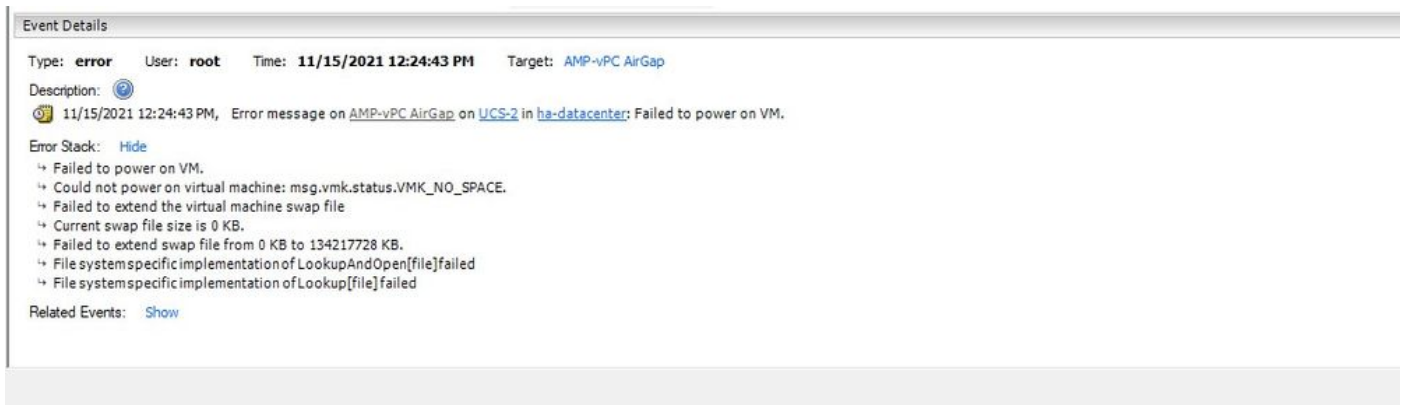 Event Details
Type: error User: root Time: 11/15/2021 12:24:43 PM Target: AMP-vPC AirGap
Description:
11/15/2021 12:24:43 PM, Error message on AMP-vPC AirGap on UCS-2 in ha-datacenter: Failed to power on VM.
Error Stack: Hide
Failed to power on VM.
Could not power on virtual machine: msg.vmk.status.VMK_NO_SPACE.
Failed to extend the virtual machine swap file
Current swap file size is 0 KB.
Failed to extend swap file from 0 KB to 134217728 KB.
File system specific implementation of LookupAndOpen[file] failed
File system specific implementation of Lookup[file] failed
Related Events: Show